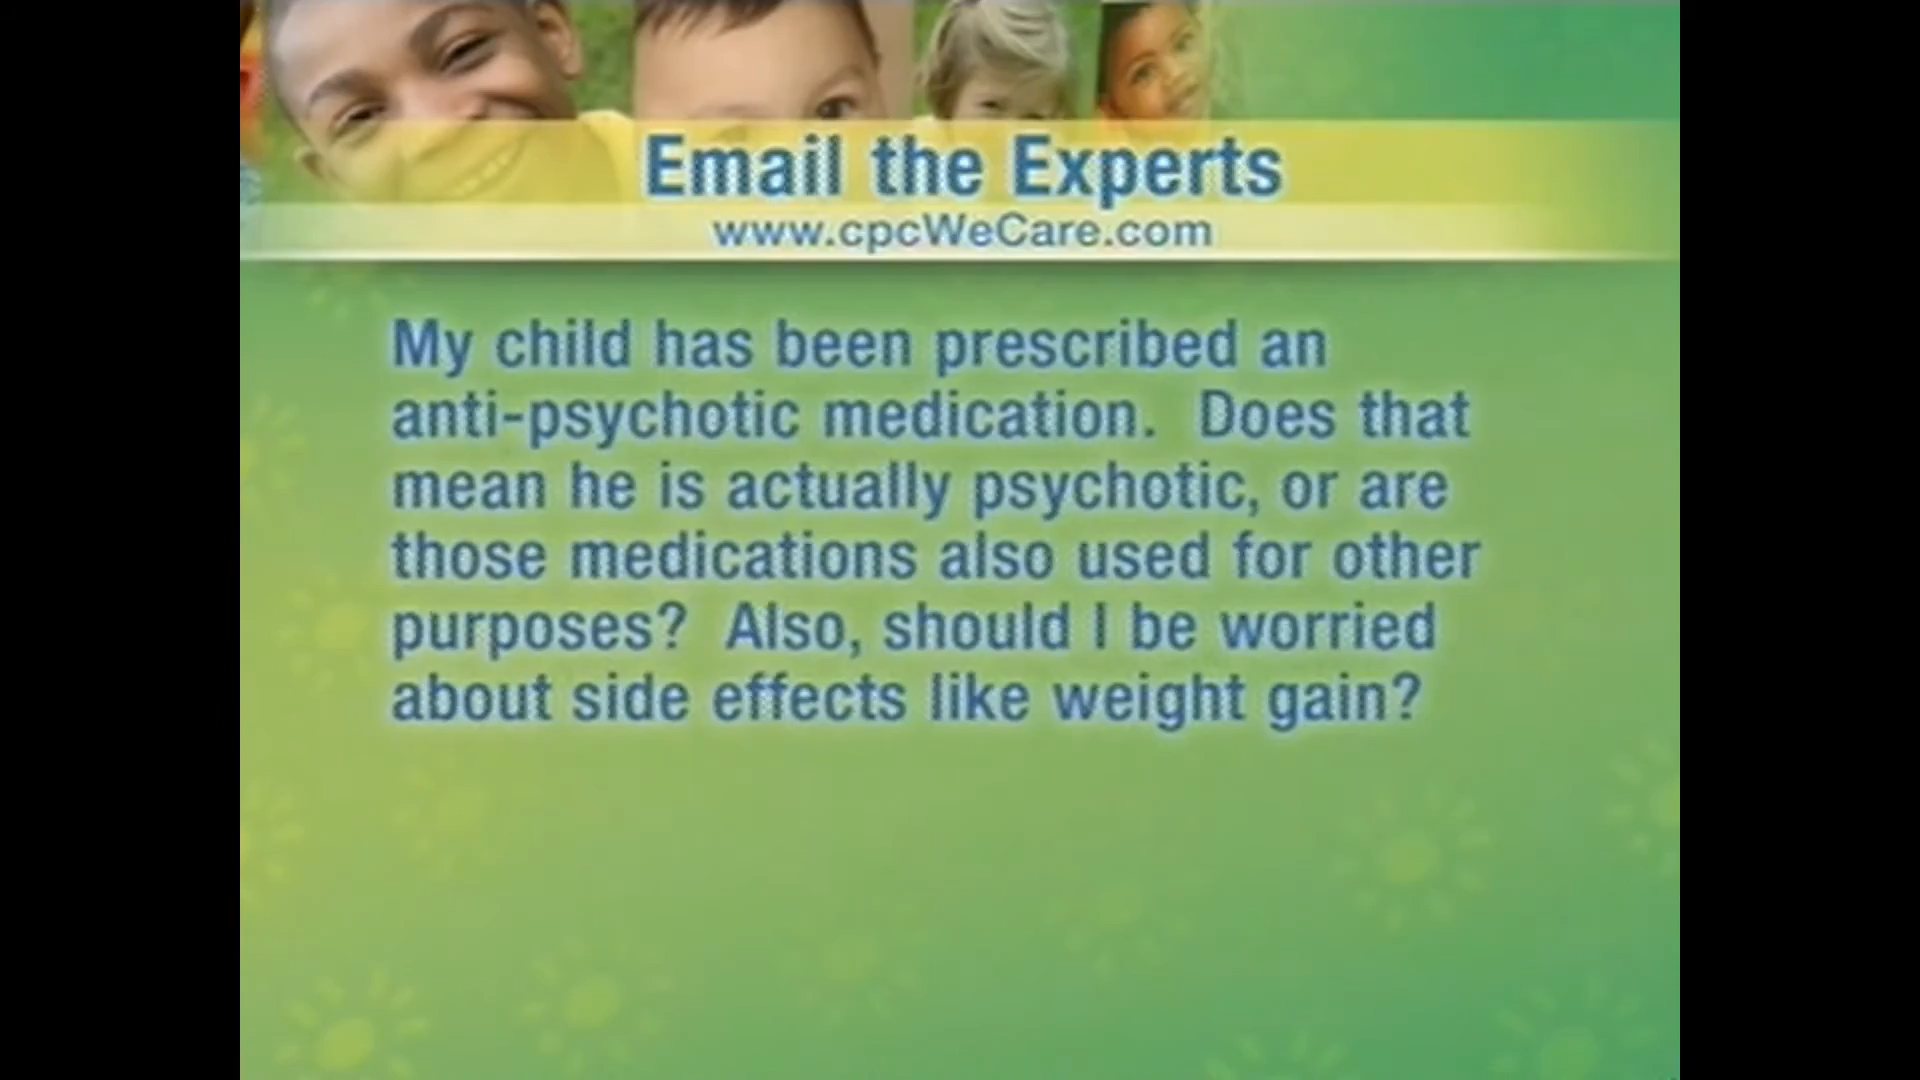 Email the Experts
www.cpcWeCare.com
My child has been prescribed an
anti-psychotic medication.  Does that
mean he is actually psychotic, or are
those medications also used for other
purposes?  Also, should I be worried
about side effects like weight gain?